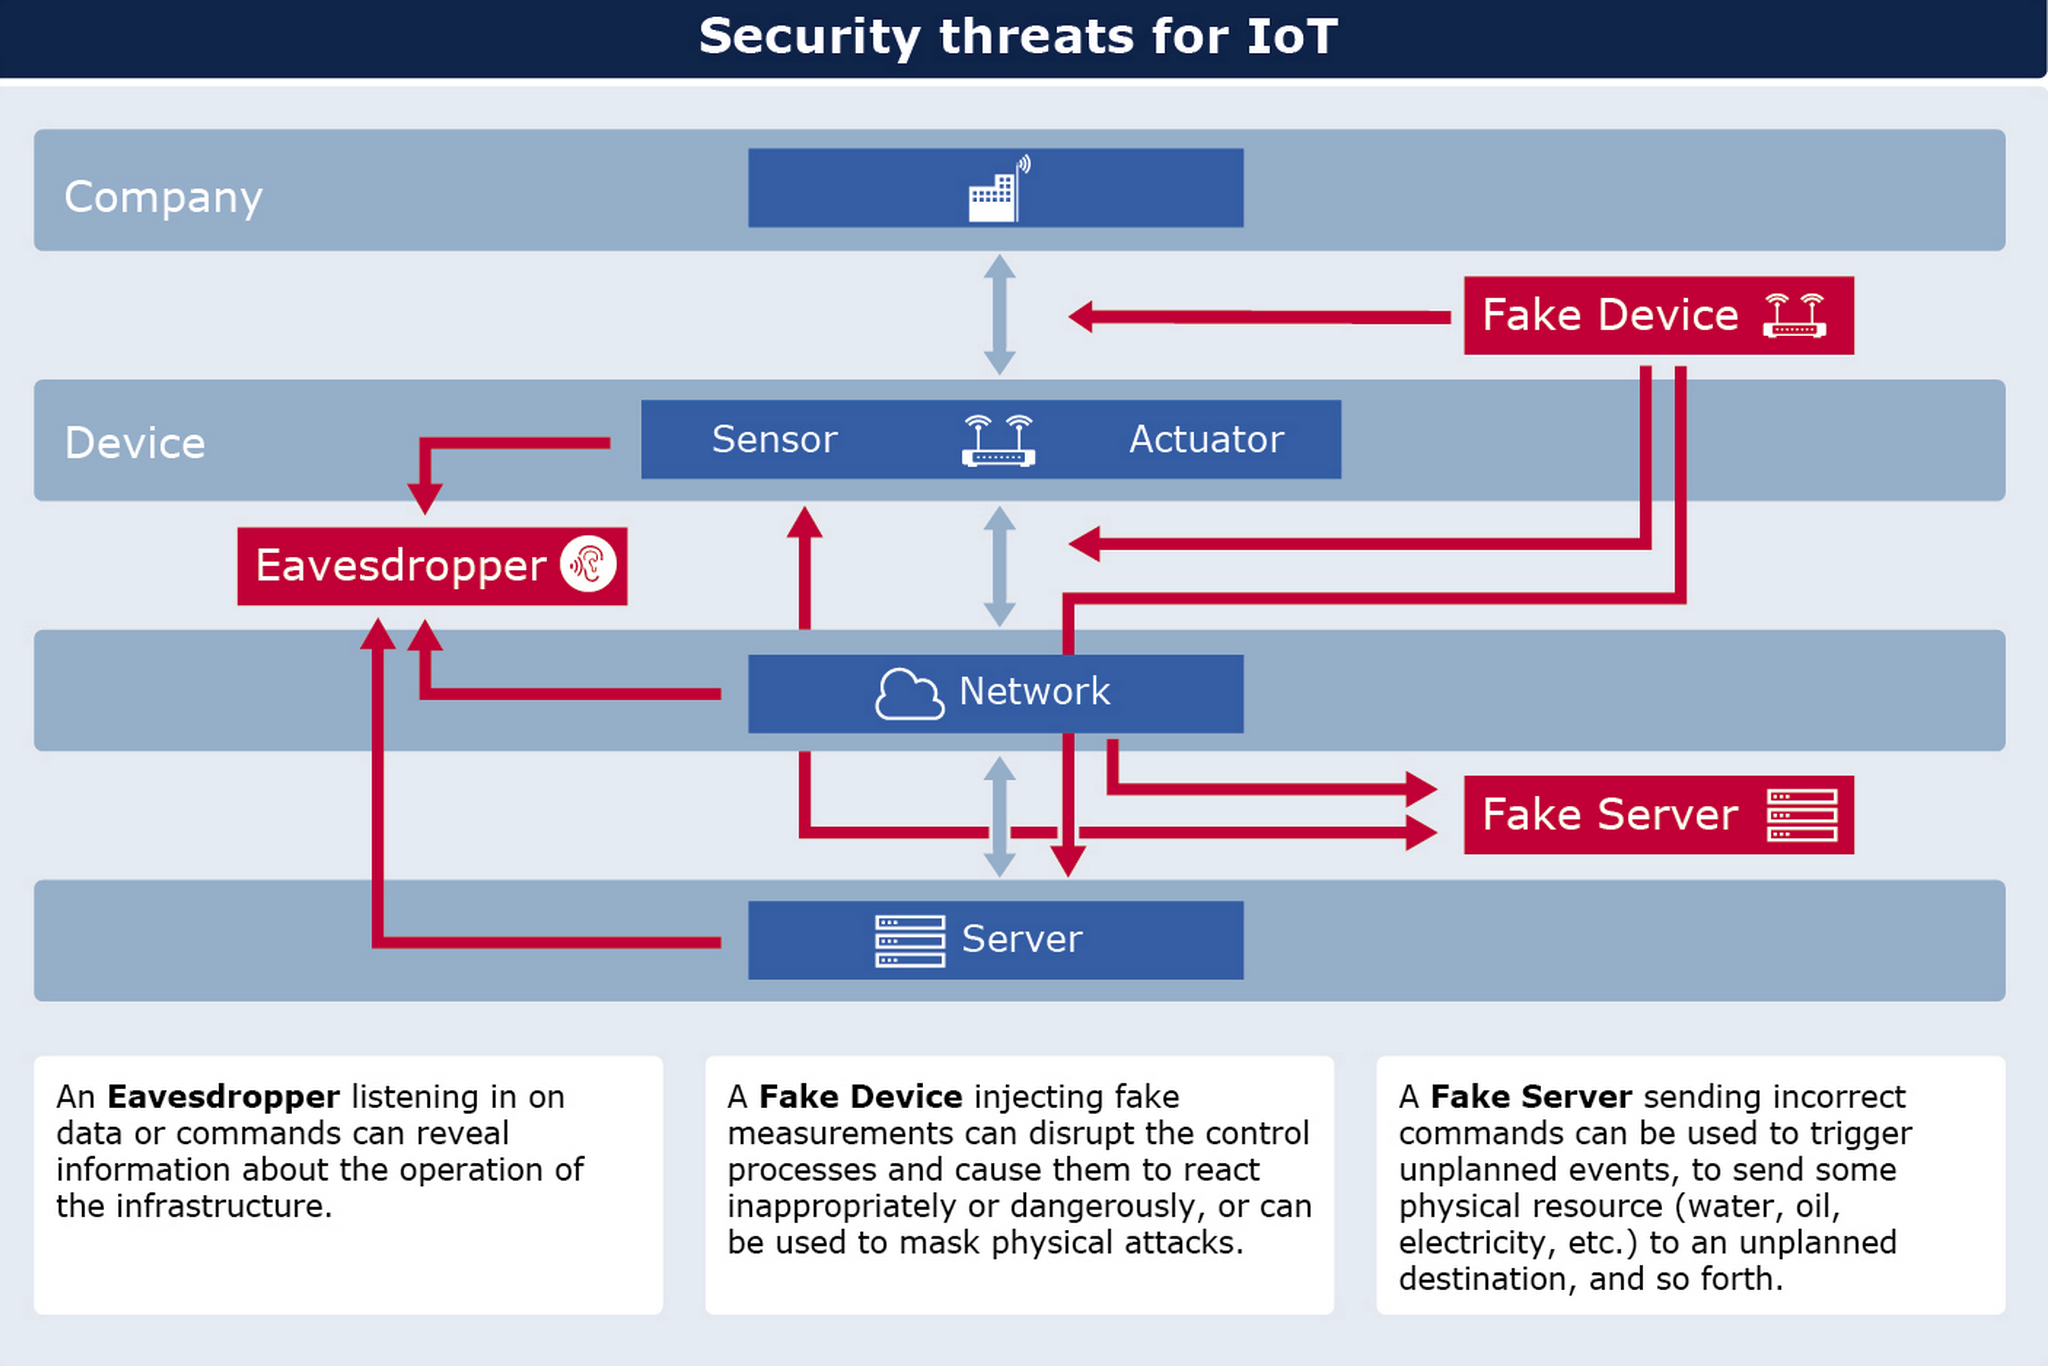 Security threats for IoT
Company
Fake Device
Device
Sensor
Actuator
Eavesdropper
Network
Fake Server
Server
An Eavesdropper listening in on
data or commands can reveal
information about the operation of
the infrastructure.
A Fake Device injecting fake
measurements can disrupt the control
processes and cause them to react
inappropriately or dangerously, or can
be used to mask physical attacks.
A Fake Server sending incorrect
commands can be used to trigger
unplanned events, to send some
physical resource (water, oil,
electricity, etc.) to an unplanned
destination, and so forth.